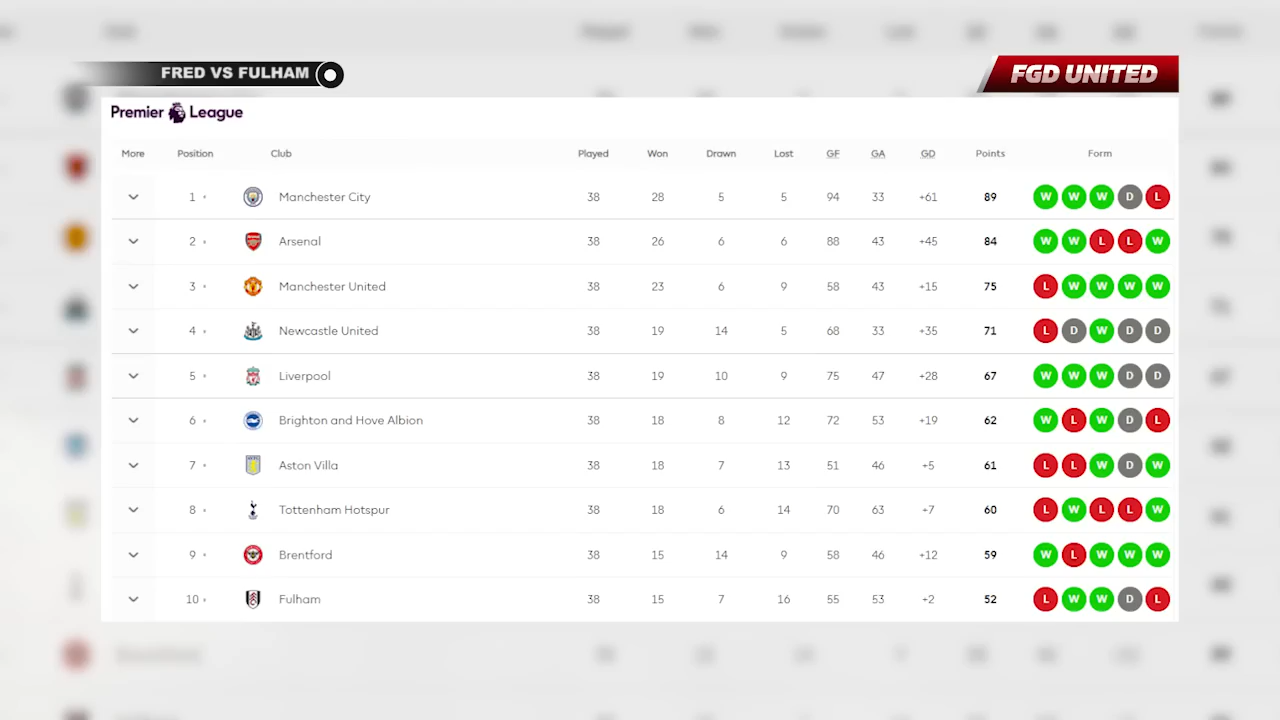 FRED VS FULHAM
FGD UNITED
Premier League
More Position Club Played Won Drawn Lost GF GA GD Points Form
1 Manchester City 38 28 5 5 94 33 +61 89 W W W D L
2 Arsenal 38 26 6 6 88 43 +45 84 W W L L W
3 Manchester United 38 23 6 9 58 43 +15 75 L W W W W
4 Newcastle United 38 19 14 5 68 33 +35 71 L D W D D
5 Liverpool 38 19 10 9 75 47 +28 67 W W W D D
6 Brighton and Hove Albion 38 18 8 12 72 53 +19 62 W L W D L
7 Aston Villa 38 18 7 13 51 46 +5 61 L L W D W
8 Tottenham Hotspur 38 18 6 14 70 63 +7 60 L W L L W
9 Brentford 38 15 14 9 58 46 +12 59 W L W W W
10 Fulham 38 15 7 16 55 53 +2 52 L W W D L